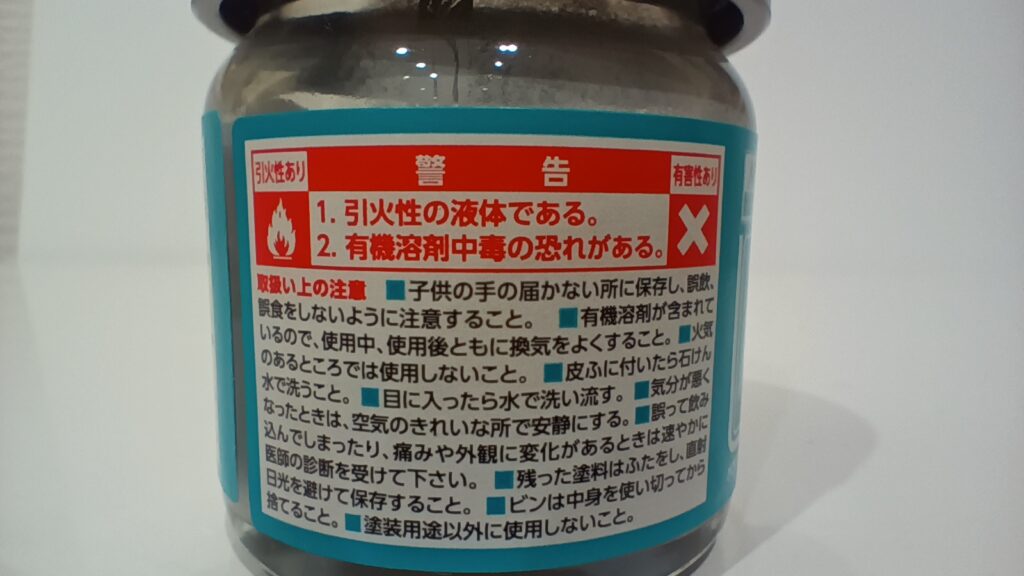 引火性あり
警告
有害性あり
1. 引火性の液体である。
2. 有機溶剤中毒の恐れがある。
取扱い上の注意 ■子供の手の届かない所に保存し、誤飲、
誤食をしないように注意すること。 ■有機溶剤が含まれて
いるので、使用中、使用後ともに換気をよくすること。■火気
のあるところでは使用しないこと。 ■皮ふに付いたら石けん
水で洗うこと。 ■目に入ったら水で洗い流す。 ■気分が悪く
なったときは、空気のきれいな所で安静にする。■誤って飲み
込んでしまったり、痛みや外観に変化があるときは速やかに
医師の診断を受けて下さい。 ■残った塗料はふたをし、直射
日光を避けて保存すること。 ■ビンは中身を使い切ってから
捨てること。■塗装用途以外に使用しないこと。